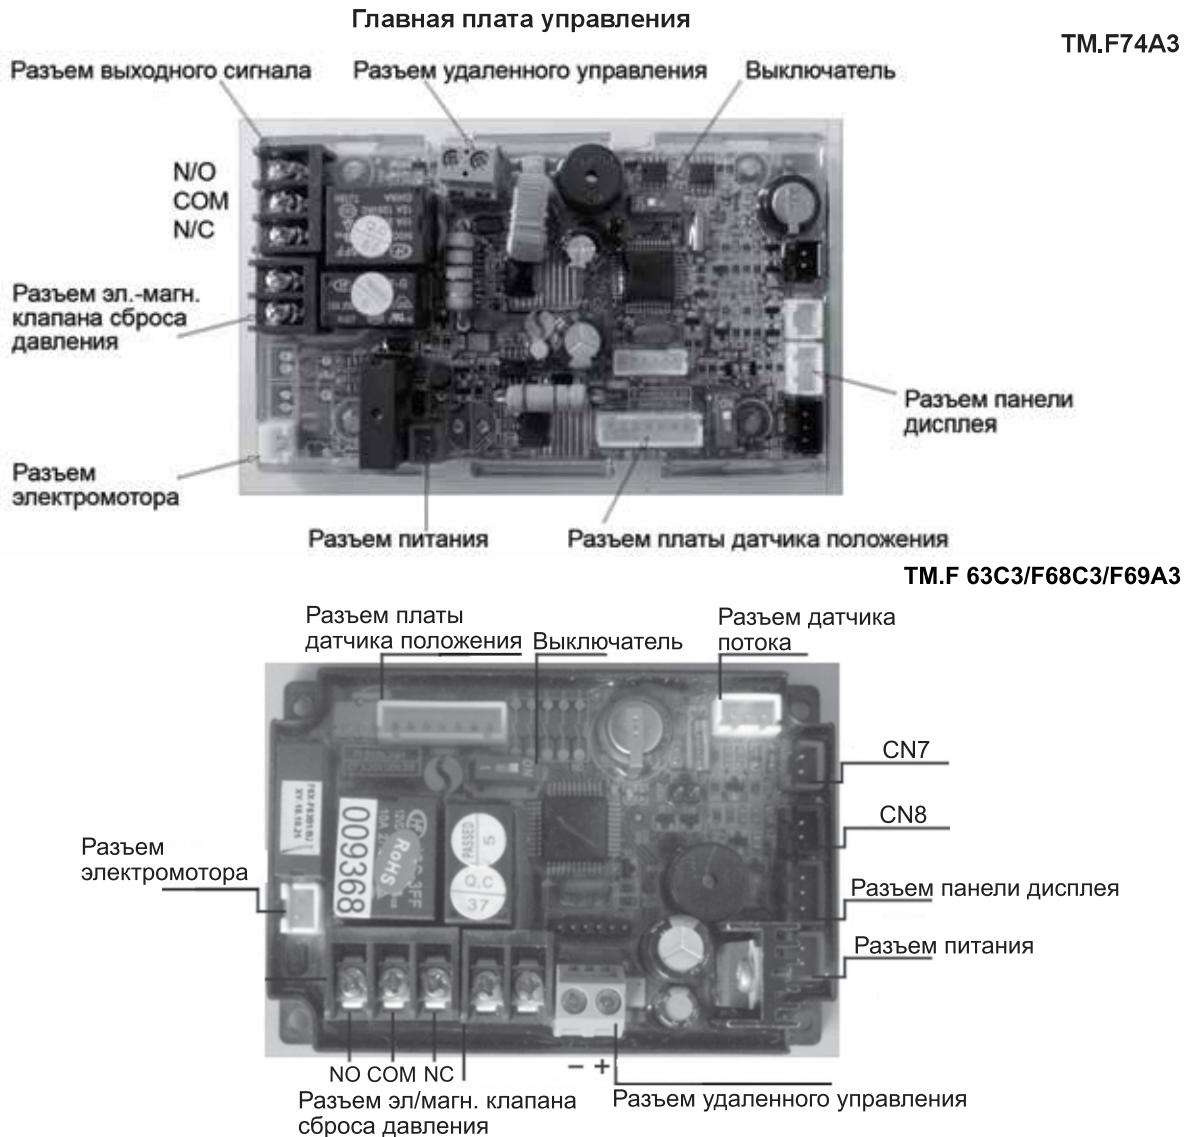 Главная плата управления
TM.F74A3
Разъем выходного сигнала
Разъем удаленного управления
Выключатель
N/O
COM
N/C
Разъем эл.-магн.
клапана сброса
давления
Разъем панели
дисплея
Разъем
электромотора
Разъем питания
Разъем платы датчика положения
TM.F 63C3/F68C3/F69A3
Разъем платы
датчика положения
Выключатель
Разъем датчика
потока
CN7
CN8
Разъем
электромотора
Разъем панели дисплея
Разъем питания
009368
RoHS
PASSED
5
Q.C
37
ON
NO COM NC
− +
Разъем эл/магн. клапана
сброса давления
Разъем удаленного управления